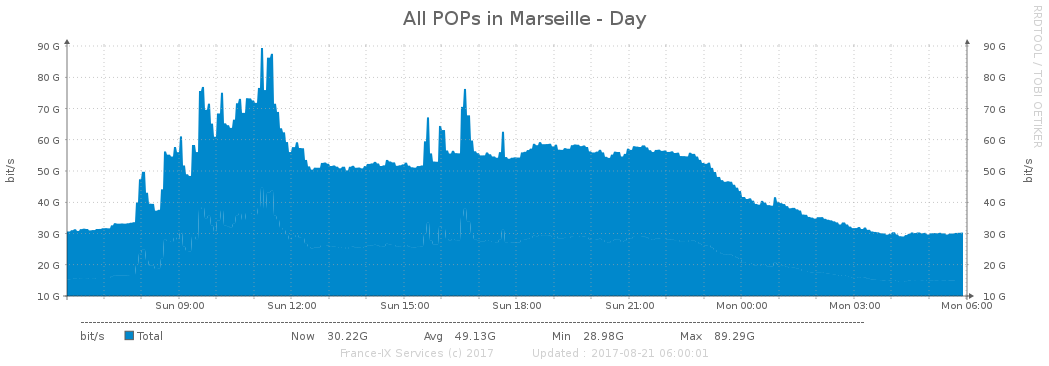 All POPs in Marseille - Day
RRDTOOL / TOBI OETIKER
bit/s
90 G
80 G
70 G
60 G
50 G
40 G
30 G
20 G
10 G
90 G
80 G
70 G
60 G
50 G
40 G
30 G
20 G
10 G
bit/s
Sun 09:00 Sun 12:00 Sun 15:00 Sun 18:00 Sun 21:00 Mon 00:00 Mon 03:00 Mon 06:00
bit/s Total Now 30.22G Avg 49.13G Min 28.98G Max 89.29G
France-IX Services (c) 2017 Updated : 2017-08-21 06:00:01